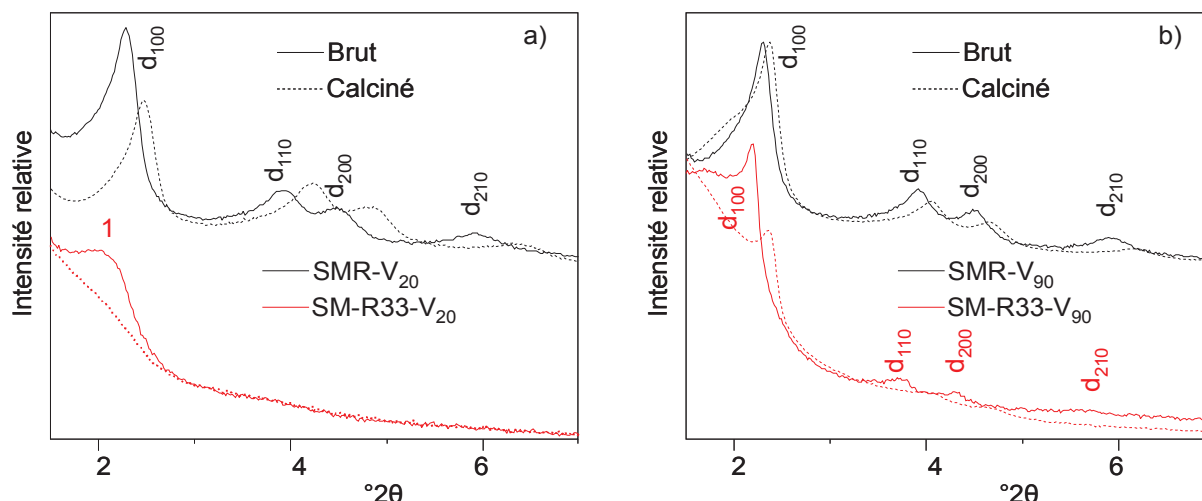 a)
d100
Brut
Calciné
d110
d200
d210
1
SMR-V20
SM-R33-V20
Intensité relative
2 4 6
°2θ
b)
d100
Brut
Calciné
d110
d200
d210
d100
SMR-V90
SM-R33-V90
d110
d200
d210
Intensité relative
2 4 6
°2θ